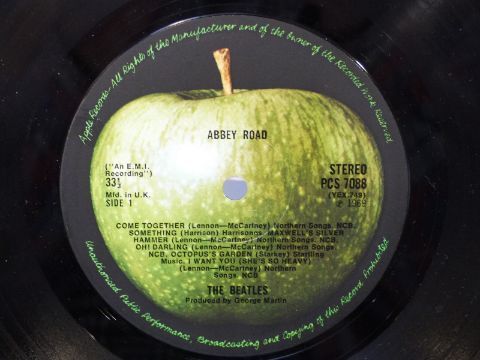 Apple Records-All Rights of the Manufacturer and of the Owner of the Recorded Work Reserved
ABBEY ROAD
("An E.M.I.
Recording")
33⅓
Mfd. in U.K.
SIDE 1
STEREO
PCS 7088
(YEX.749)
℗ 1969
COME TOGETHER (Lennon—McCartney) Northern Songs, NCB.
SOMETHING (Harrison) Harrisongs. MAXWELL'S SILVER
HAMMER (Lennon—McCartney) Northern Songs. NCB.
OH! DARLING (Lennon—McCartney) Northern Songs,
NCB. OCTOPUS'S GARDEN (Starkey) Startling
Music. I WANT YOU (SHE'S SO HEAVY)
(Lennon—McCartney) Northern
Songs. NCB
THE BEATLES
Produced by George Martin
Unauthorised Public Performance, Broadcasting and Copying of this Record Prohibited